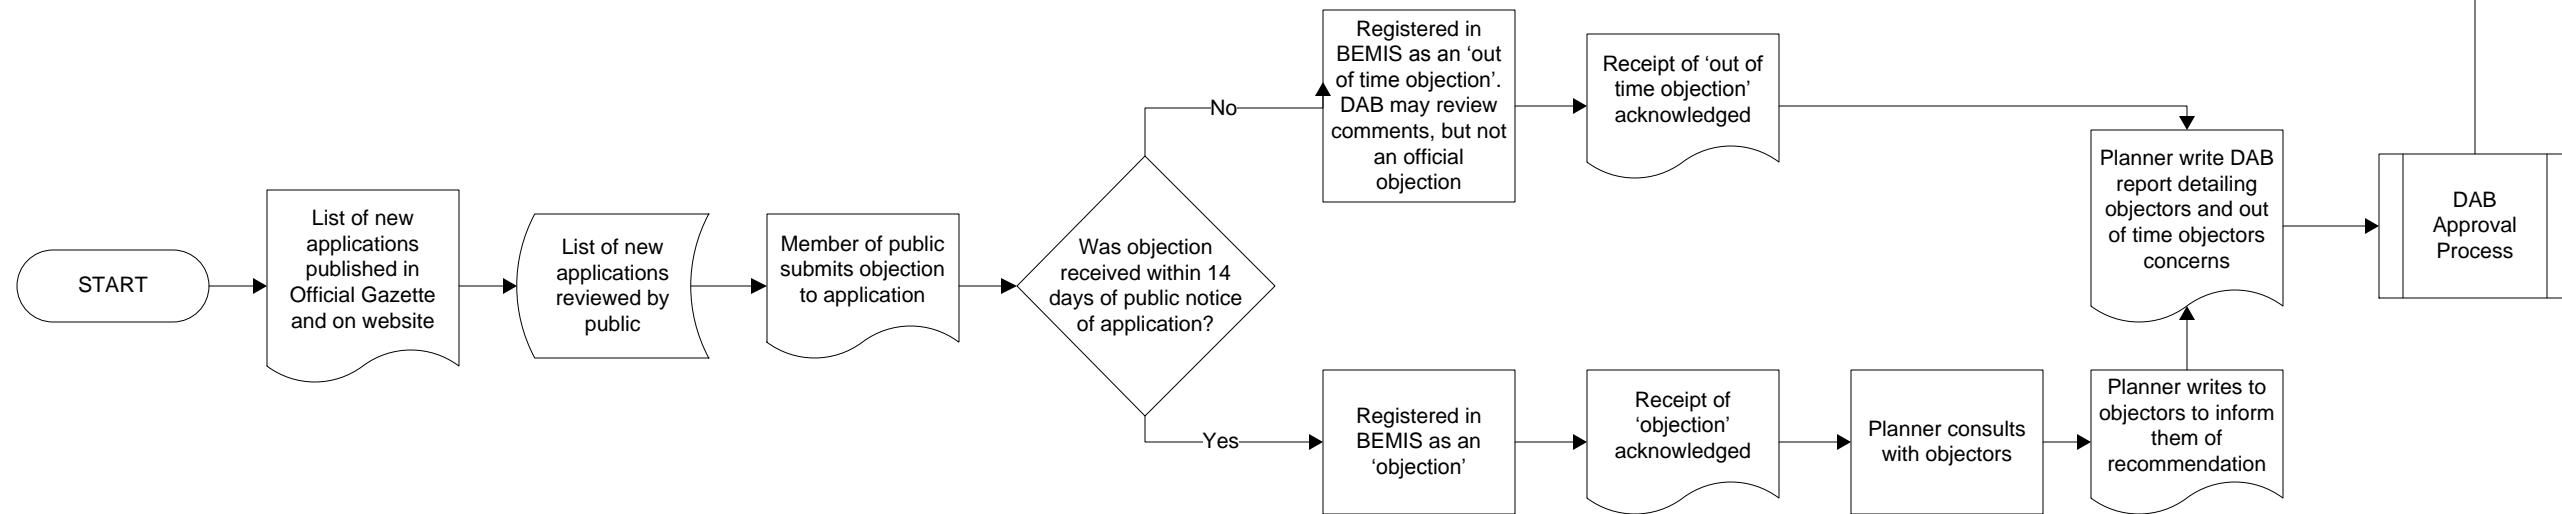 START
List of new
applications
published in
Official Gazette
and on website
List of new
applications
reviewed by
public
Member of public
submits objection
to application
Was objection
received within 14
days of public notice
of application?
No
Registered in
BEMIS as an ‘out
of time objection’.
DAB may review
comments, but not
an official
objection
Receipt of ‘out of
time objection’
acknowledged
Yes
Registered in
BEMIS as an
‘objection’
Receipt of
‘objection’
acknowledged
Planner consults
with objectors
Planner writes to
objectors to inform
them of
recommendation
Planner write DAB
report detailing
objectors and out
of time objectors
concerns
DAB
Approval
Process